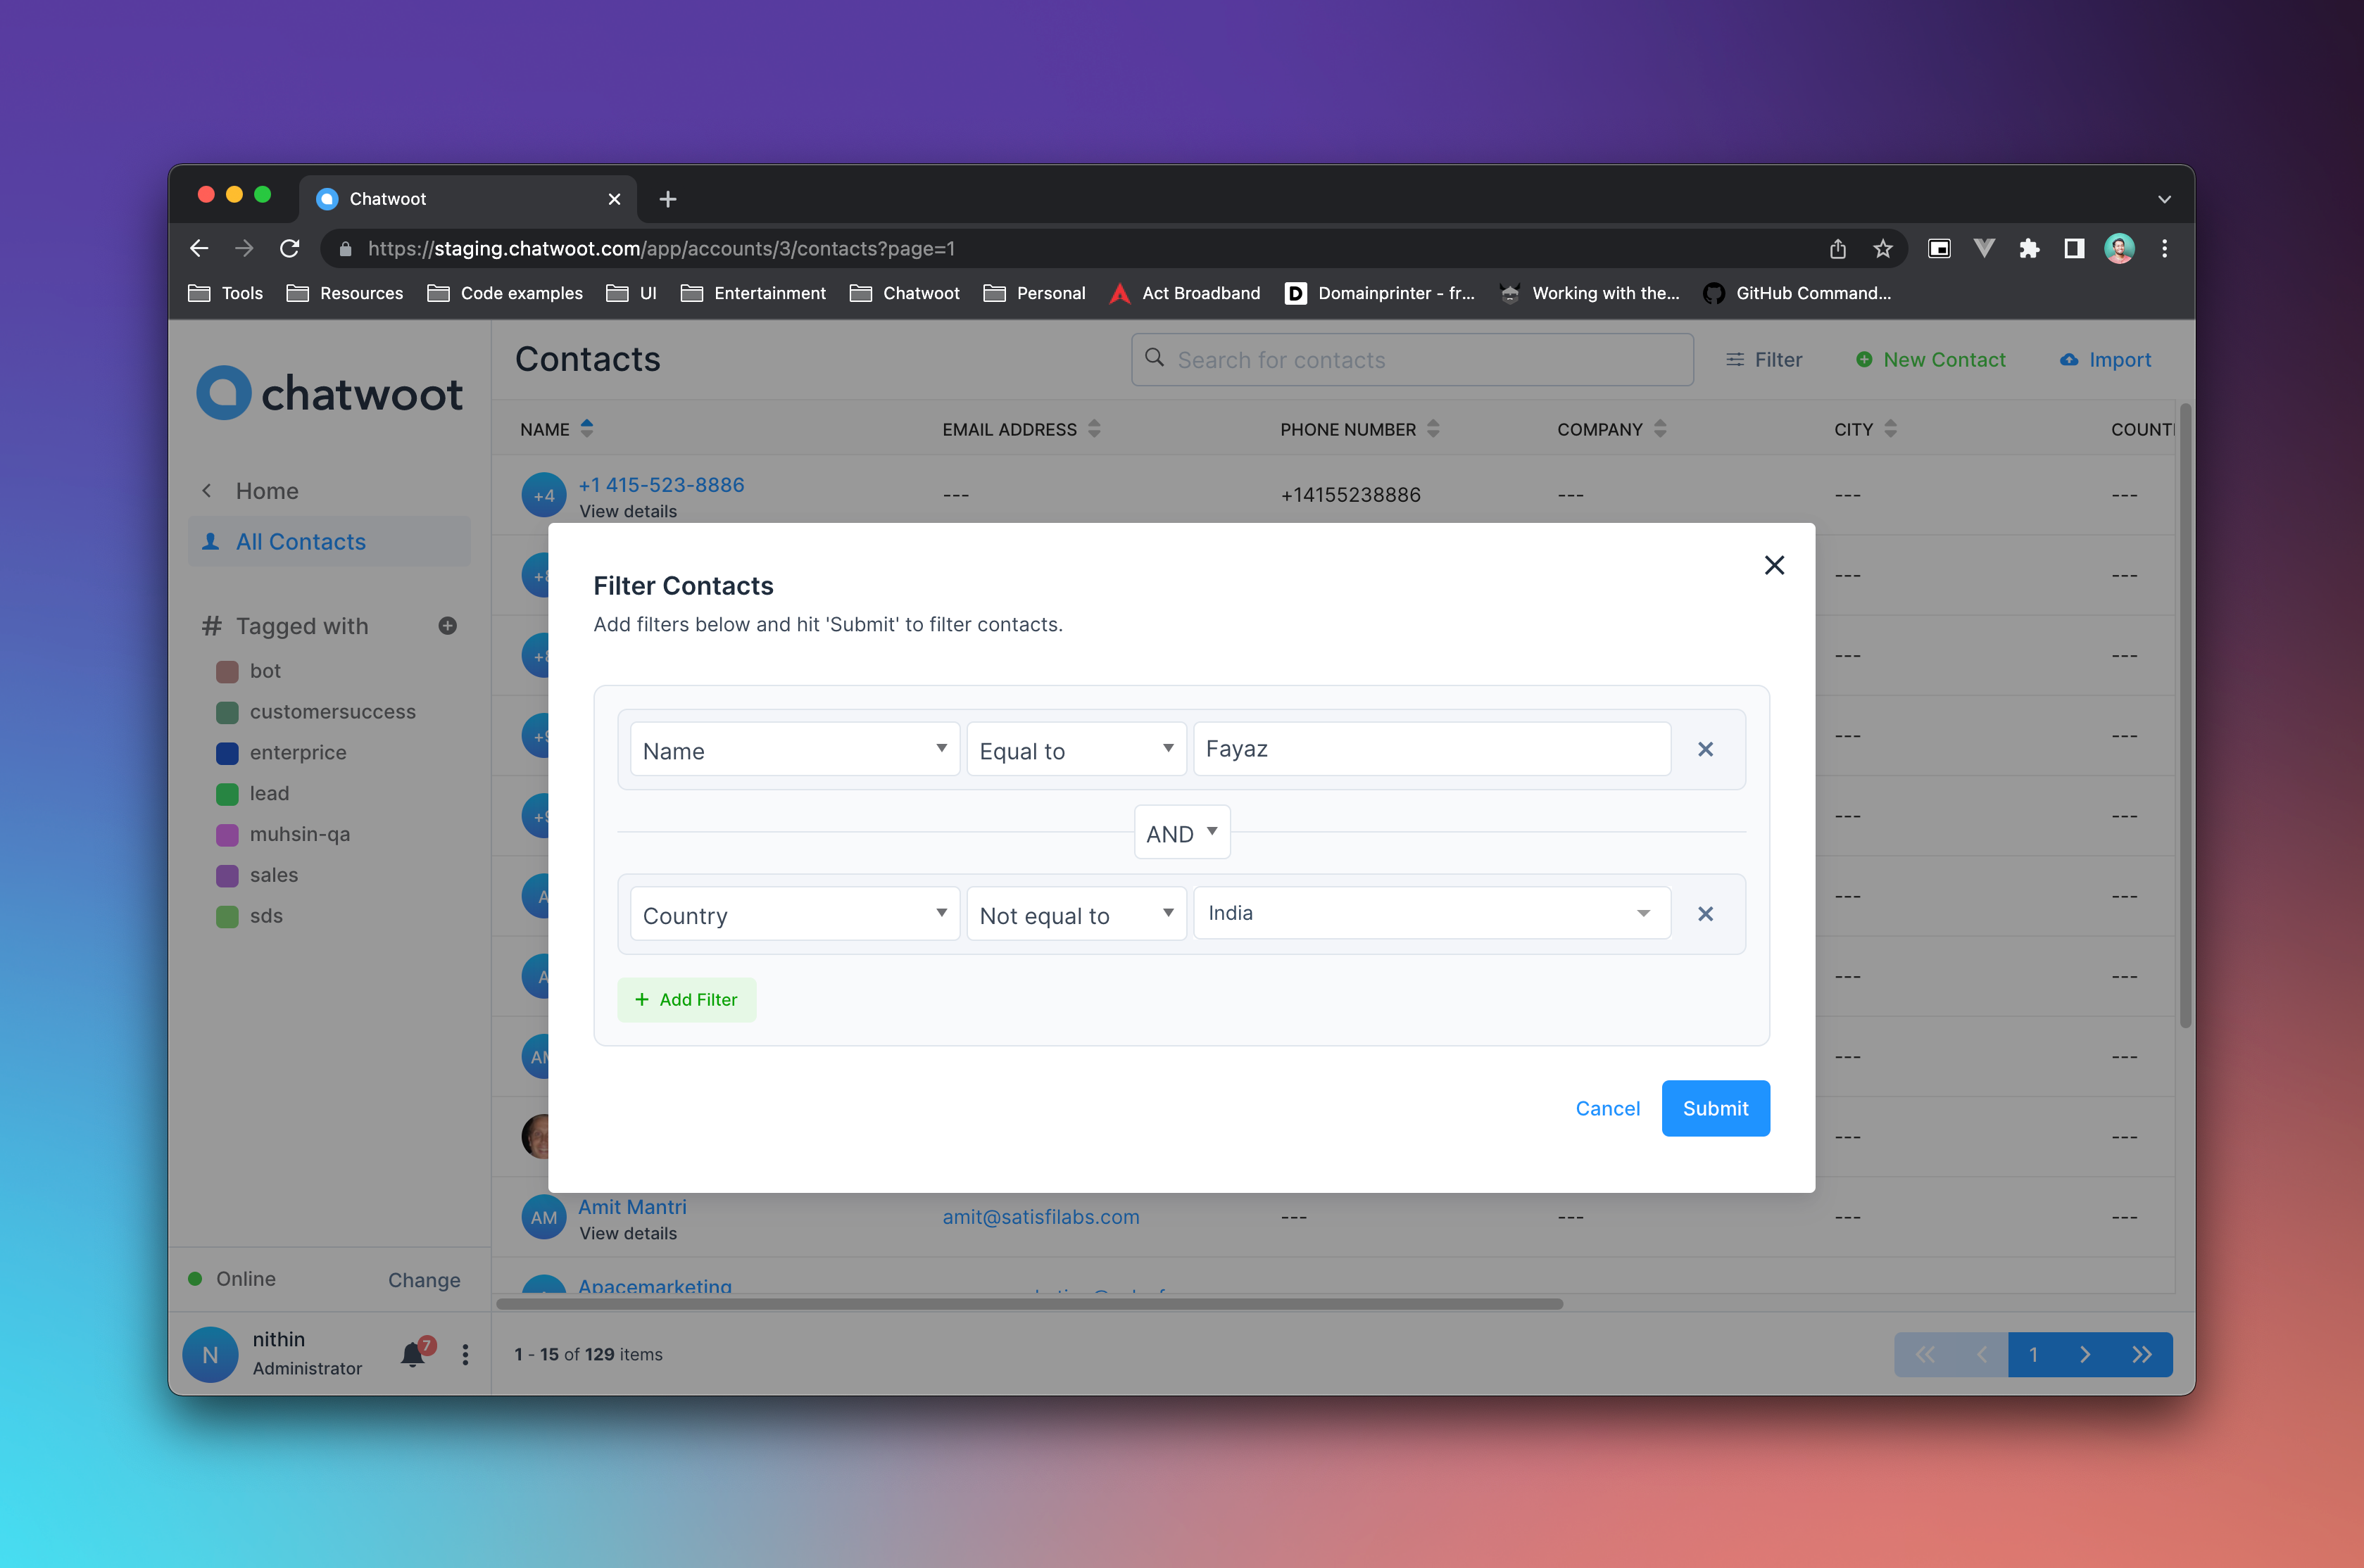 Chatwoot
https://staging.chatwoot.com/app/accounts/3/contacts?page=1
Tools Resources Code examples UI Entertainment Chatwoot Personal Act Broadband Domainprinter - fr... Working with the... GitHub Command...
chatwoot
Home
All Contacts
# Tagged with
bot
customersuccess
enterprice
lead
muhsin-qa
sales
sds
Online Change
N nithin
Administrator
7
Contacts
Search for contacts
Filter
New Contact
Import
NAME EMAIL ADDRESS PHONE NUMBER COMPANY CITY
+4 +1 415-523-8886 --- +14155238886 --- --- ---
View details
--- ---
--- ---
--- ---
--- ---
--- ---
--- ---
--- ---
--- ---
Filter Contacts
Add filters below and hit 'Submit' to filter contacts.
Name Equal to Fayaz
AND
Country Not equal to India
+ Add Filter
Cancel Submit
AM Amit Mantri amit@satisfilabs.com --- --- --- ---
View details
Apacemarketing
1 - 15 of 129 items
1